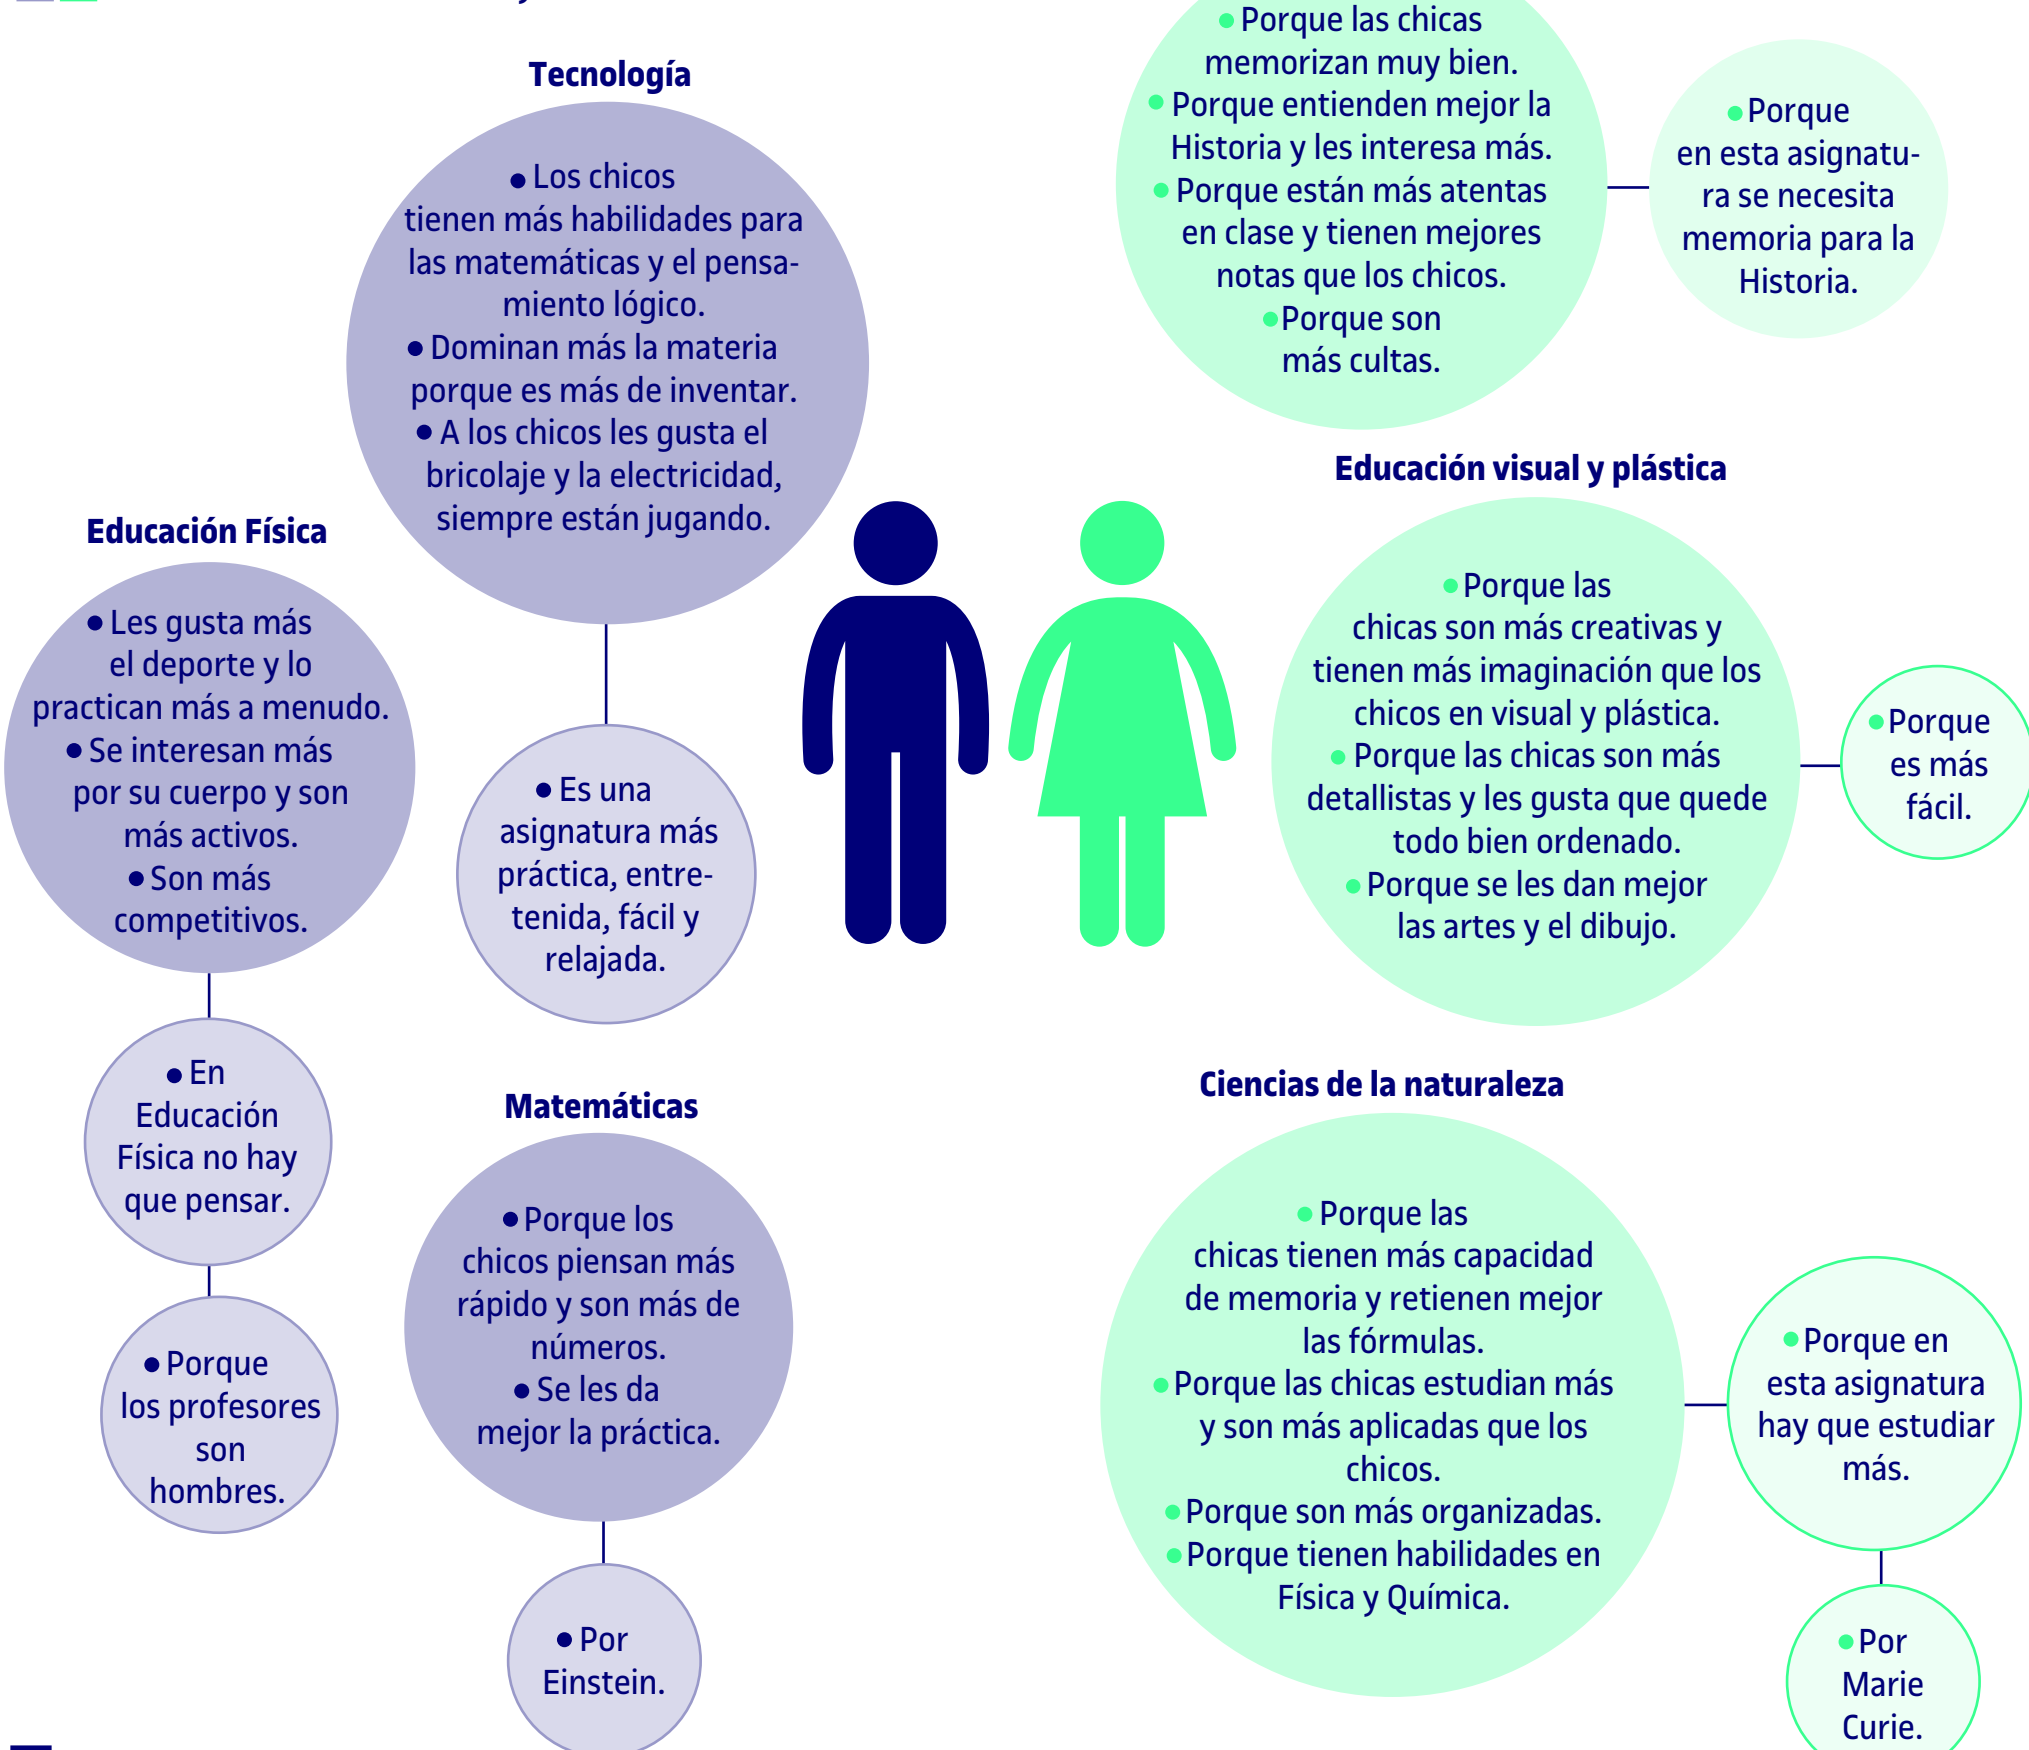 Tecnología
• Los chicos
tienen más habilidades para
las matemáticas y el pensa-
miento lógico.
• Dominan más la materia
porque es más de inventar.
• A los chicos les gusta el
bricolaje y la electricidad,
siempre están jugando.
• Es una
asignatura más
práctica, entre-
tenida, fácil y
relajada.
Educación Física
• Les gusta más
el deporte y lo
practican más a menudo.
• Se interesan más
por su cuerpo y son
más activos.
• Son más
competitivos.
• En
Educación
Física no hay
que pensar.
• Porque
los profesores
son
hombres.
Matemáticas
• Porque los
chicos piensan más
rápido y son más de
números.
• Se les da
mejor la práctica.
• Por
Einstein.
• Porque las chicas
memorizan muy bien.
• Porque entienden mejor la
Historia y les interesa más.
• Porque están más atentas
en clase y tienen mejores
notas que los chicos.
• Porque son
más cultas.
• Porque
en esta asignatu-
ra se necesita
memoria para la
Historia.
Educación visual y plástica
• Porque las
chicas son más creativas y
tienen más imaginación que los
chicos en visual y plástica.
• Porque las chicas son más
detallistas y les gusta que quede
todo bien ordenado.
• Porque se les dan mejor
las artes y el dibujo.
• Porque
es más
fácil.
Ciencias de la naturaleza
• Porque las
chicas tienen más capacidad
de memoria y retienen mejor
las fórmulas.
• Porque las chicas estudian más
y son más aplicadas que los
chicos.
• Porque son más organizadas.
• Porque tienen habilidades en
Física y Química.
• Porque en
esta asignatura
hay que estudiar
más.
• Por
Marie
Curie.